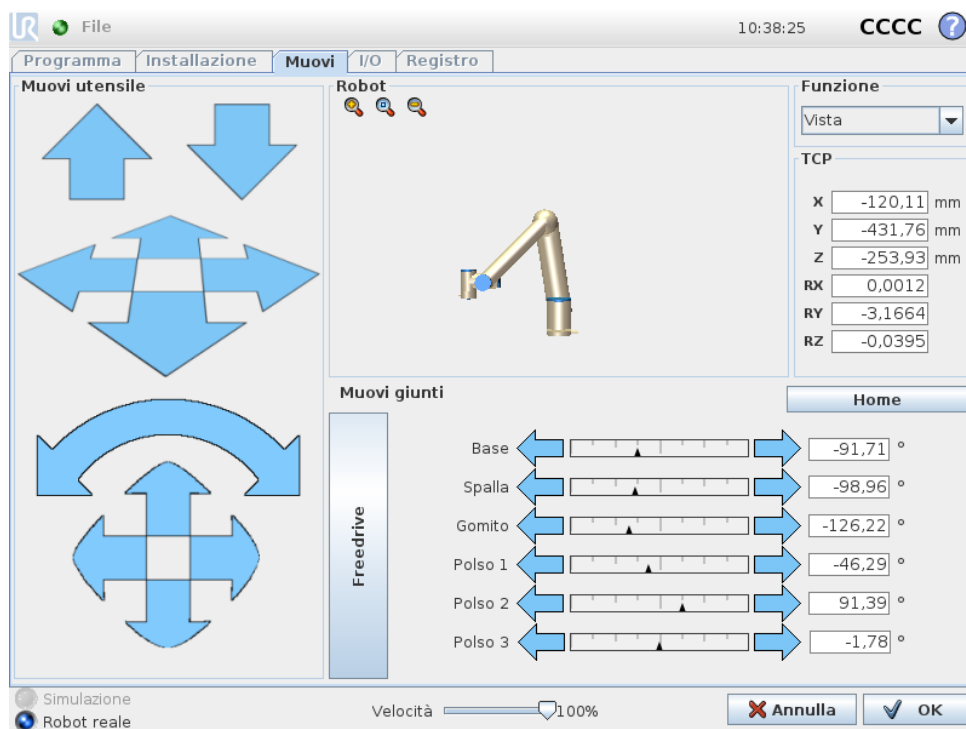 UR File 10:38:25 CCCC ?
Programma Installazione Muovi I/O Registro
Muovi utensile
Robot
Funzione
Vista
TCP
X -120,11 mm
Y -431,76 mm
Z -253,93 mm
RX 0,0012
RY -3,1664
RZ -0,0395
Muovi giunti
Home
Freedrive
Base -91,71 °
Spalla -98,96 °
Gomito -126,22 °
Polso 1 -46,29 °
Polso 2 91,39 °
Polso 3 -1,78 °
Simulazione
Robot reale
Velocità 100%
Annulla
OK